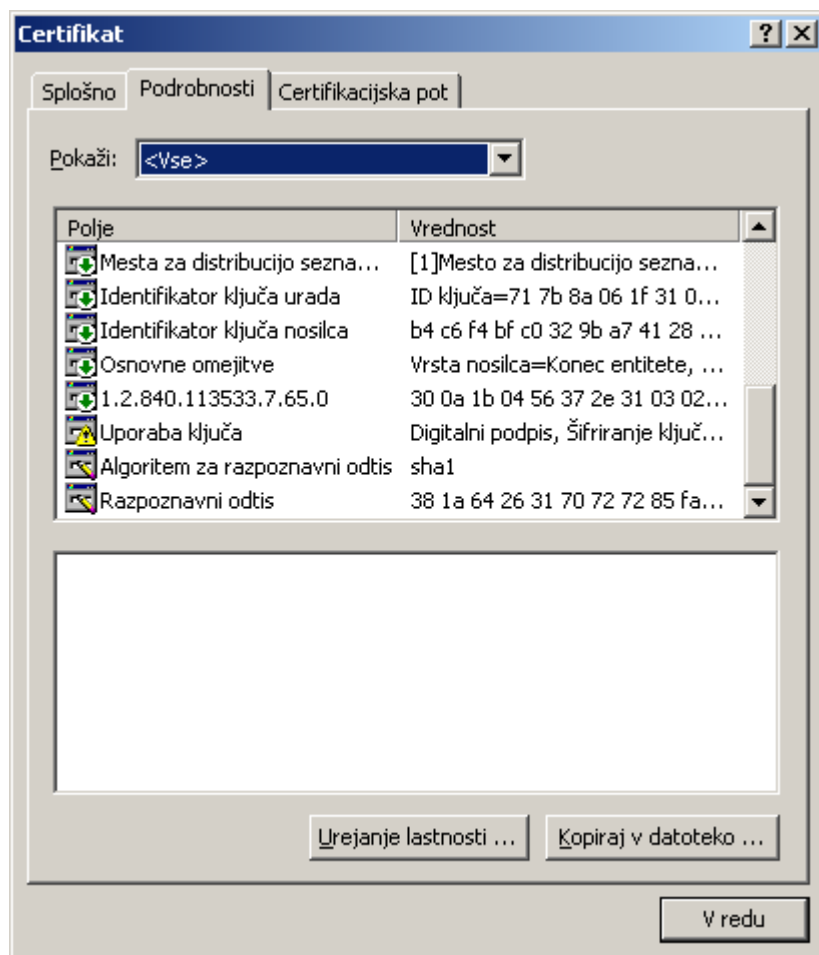 Certifikat
Splošno Podrobnosti Certifikacijska pot
Pokaži: <Vse>
Polje Vrednost
Mesta za distribucijo sezna... [1]Mesto za distribucijo sezna...
Identifikator ključa urada ID ključa=71 7b 8a 06 1f 31 0...
Identifikator ključa nosilca b4 c6 f4 bf c0 32 9b a7 41 28 ...
Osnovne omejitve Vrsta nosilca=Konec entitete, ...
1.2.840.113533.7.65.0 30 0a 1b 04 56 37 2e 31 03 02...
Uporaba ključa Digitalni podpis, Šifriranje ključ...
Algoritem za razpoznavni odtis sha1
Razpoznavni odtis 38 1a 64 26 31 70 72 72 85 fa...
Urejanje lastnosti ... Kopiraj v datoteko ...
V redu